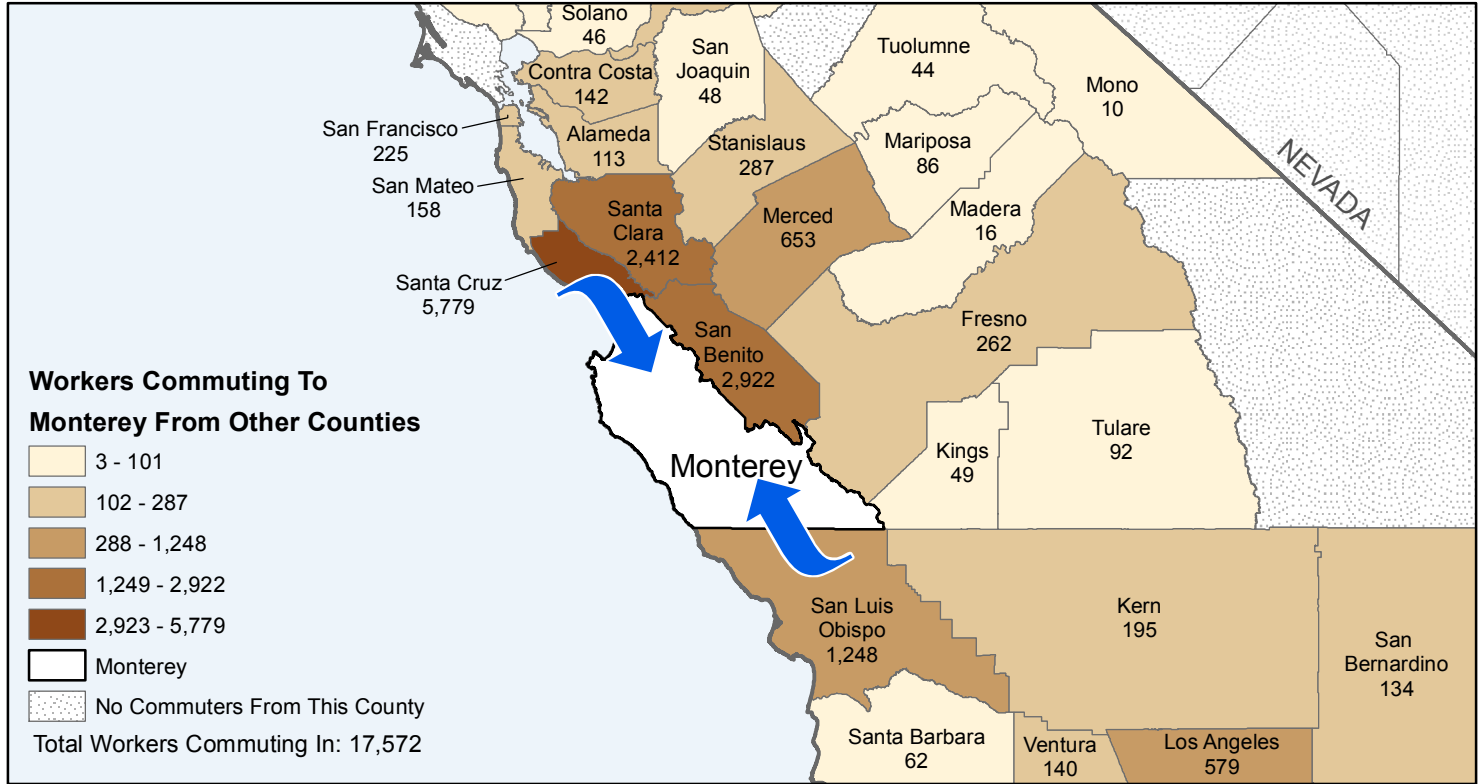 Solano
46
San
Joaquin
48
Tuolumne
44
Mono
10
Contra Costa
142
San Francisco
225
Alameda
113
Stanislaus
287
Mariposa
86
NEVADA
San Mateo
158
Santa
Clara
2,412
Merced
653
Madera
16
Santa Cruz
5,779
San
Benito
2,922
Fresno
262
Monterey
Kings
49
Tulare
92
San Luis
Obispo
1,248
Kern
195
San
Bernardino
134
Santa Barbara
62
Ventura
140
Los Angeles
579
Workers Commuting To
Monterey From Other Counties
3 - 101
102 - 287
288 - 1,248
1,249 - 2,922
2,923 - 5,779
Monterey
No Commuters From This County
Total Workers Commuting In: 17,572